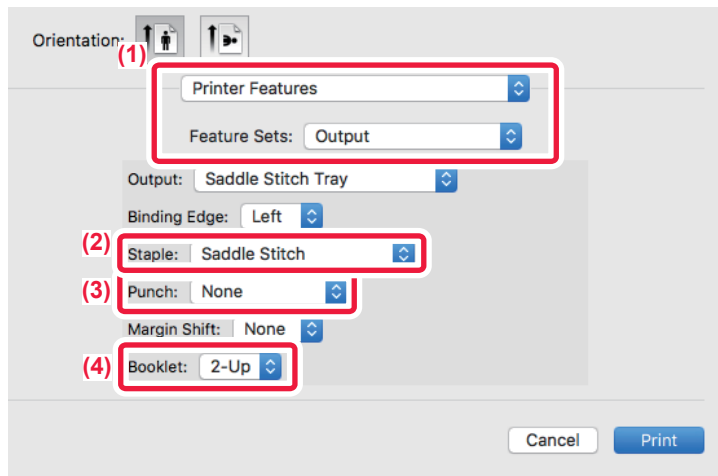 Orientation:
(1)
Printer Features
Feature Sets: Output
Output: Saddle Stitch Tray
Binding Edge: Left
(2)
Staple: Saddle Stitch
(3)
Punch: None
Margin Shift: None
(4)
Booklet: 2-Up
Cancel Print